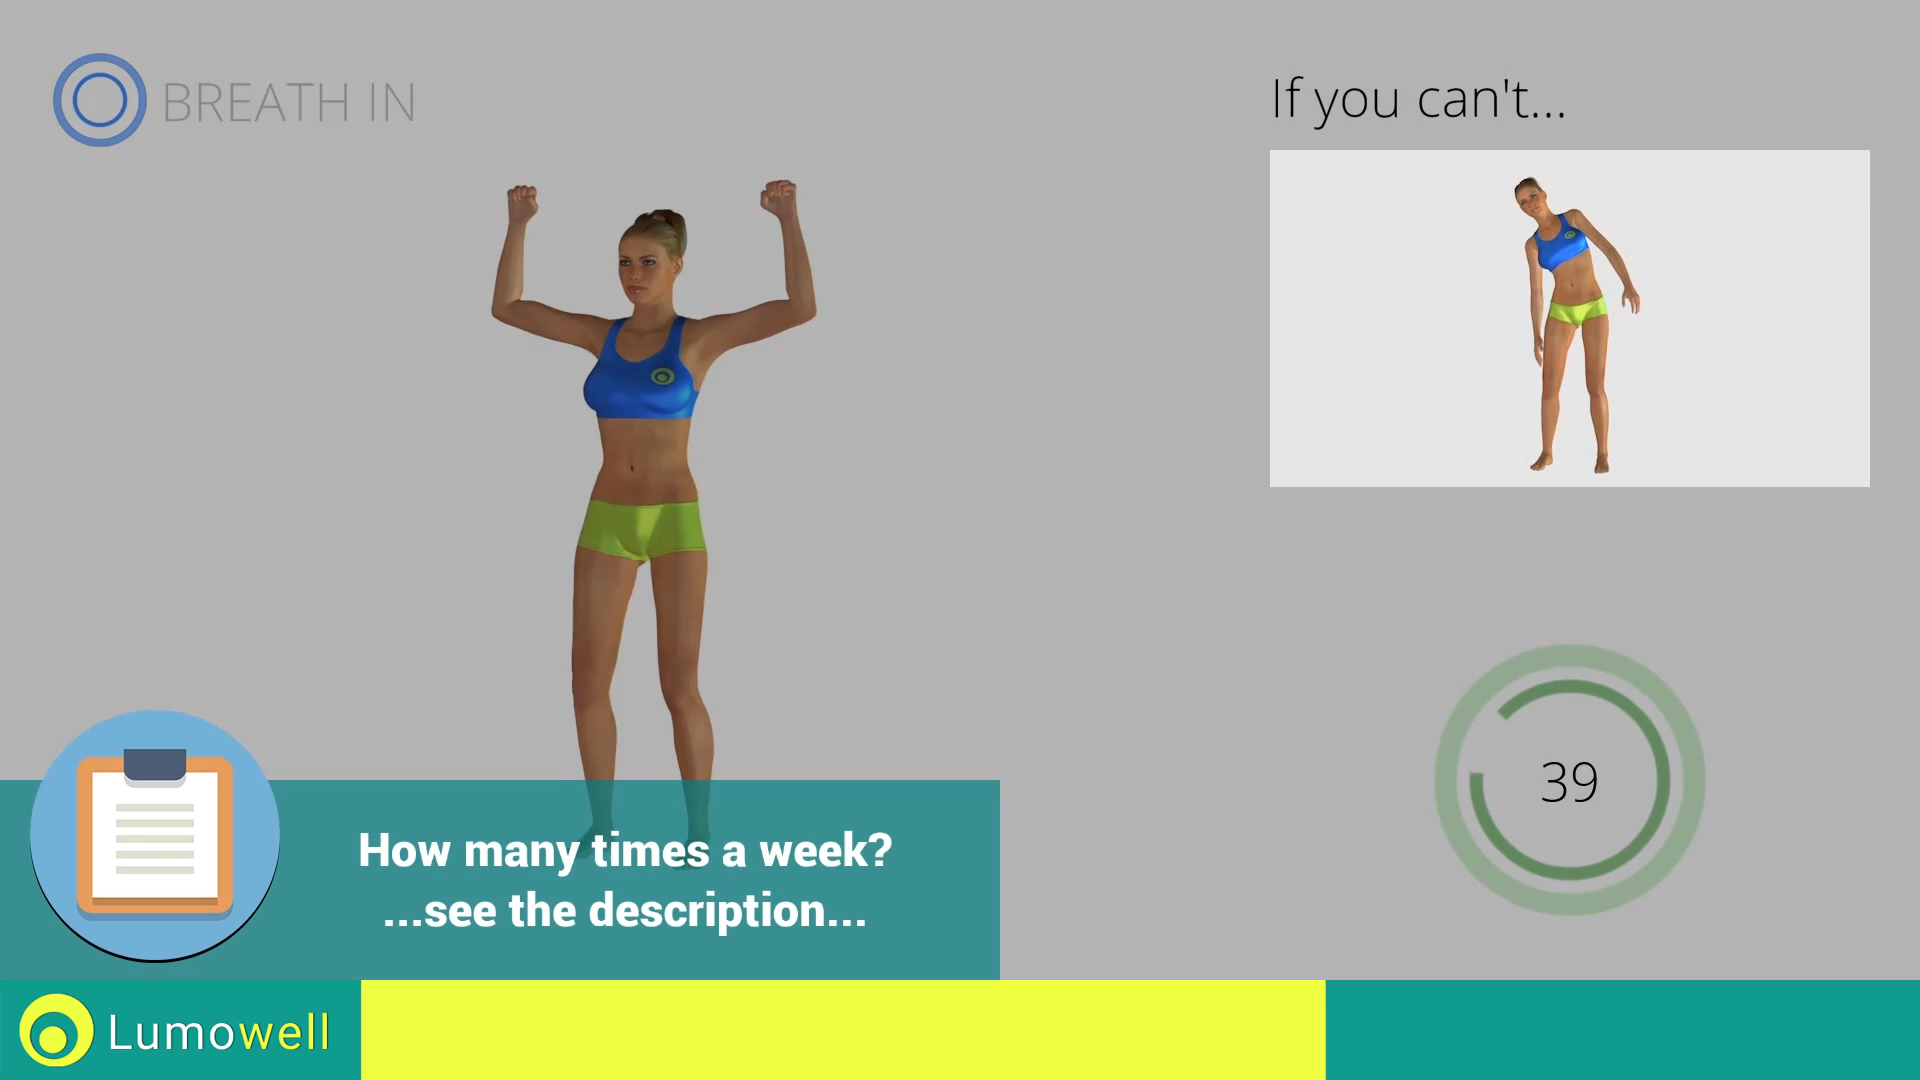 BREATH IN
If you can't...
39
How many times a week?
...see the description...
Lumowell